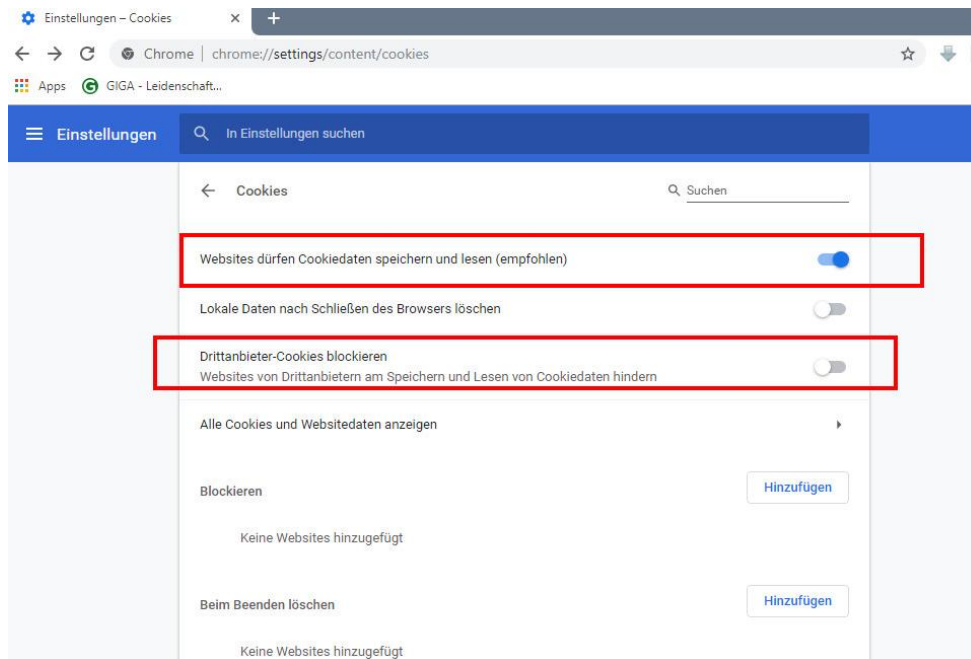 Einstellungen – Cookies
Chrome | chrome://settings/content/cookies
Apps GIGA - Leidenschaft...
Einstellungen In Einstellungen suchen
Cookies Suchen
Websites dürfen Cookiedaten speichern und lesen (empfohlen)
Lokale Daten nach Schließen des Browsers löschen
Drittanbieter-Cookies blockieren
Websites von Drittanbietern am Speichern und Lesen von Cookiedaten hindern
Alle Cookies und Websitedaten anzeigen
Blockieren Hinzufügen
Keine Websites hinzugefügt
Beim Beenden löschen Hinzufügen
Keine Websites hinzugefügt